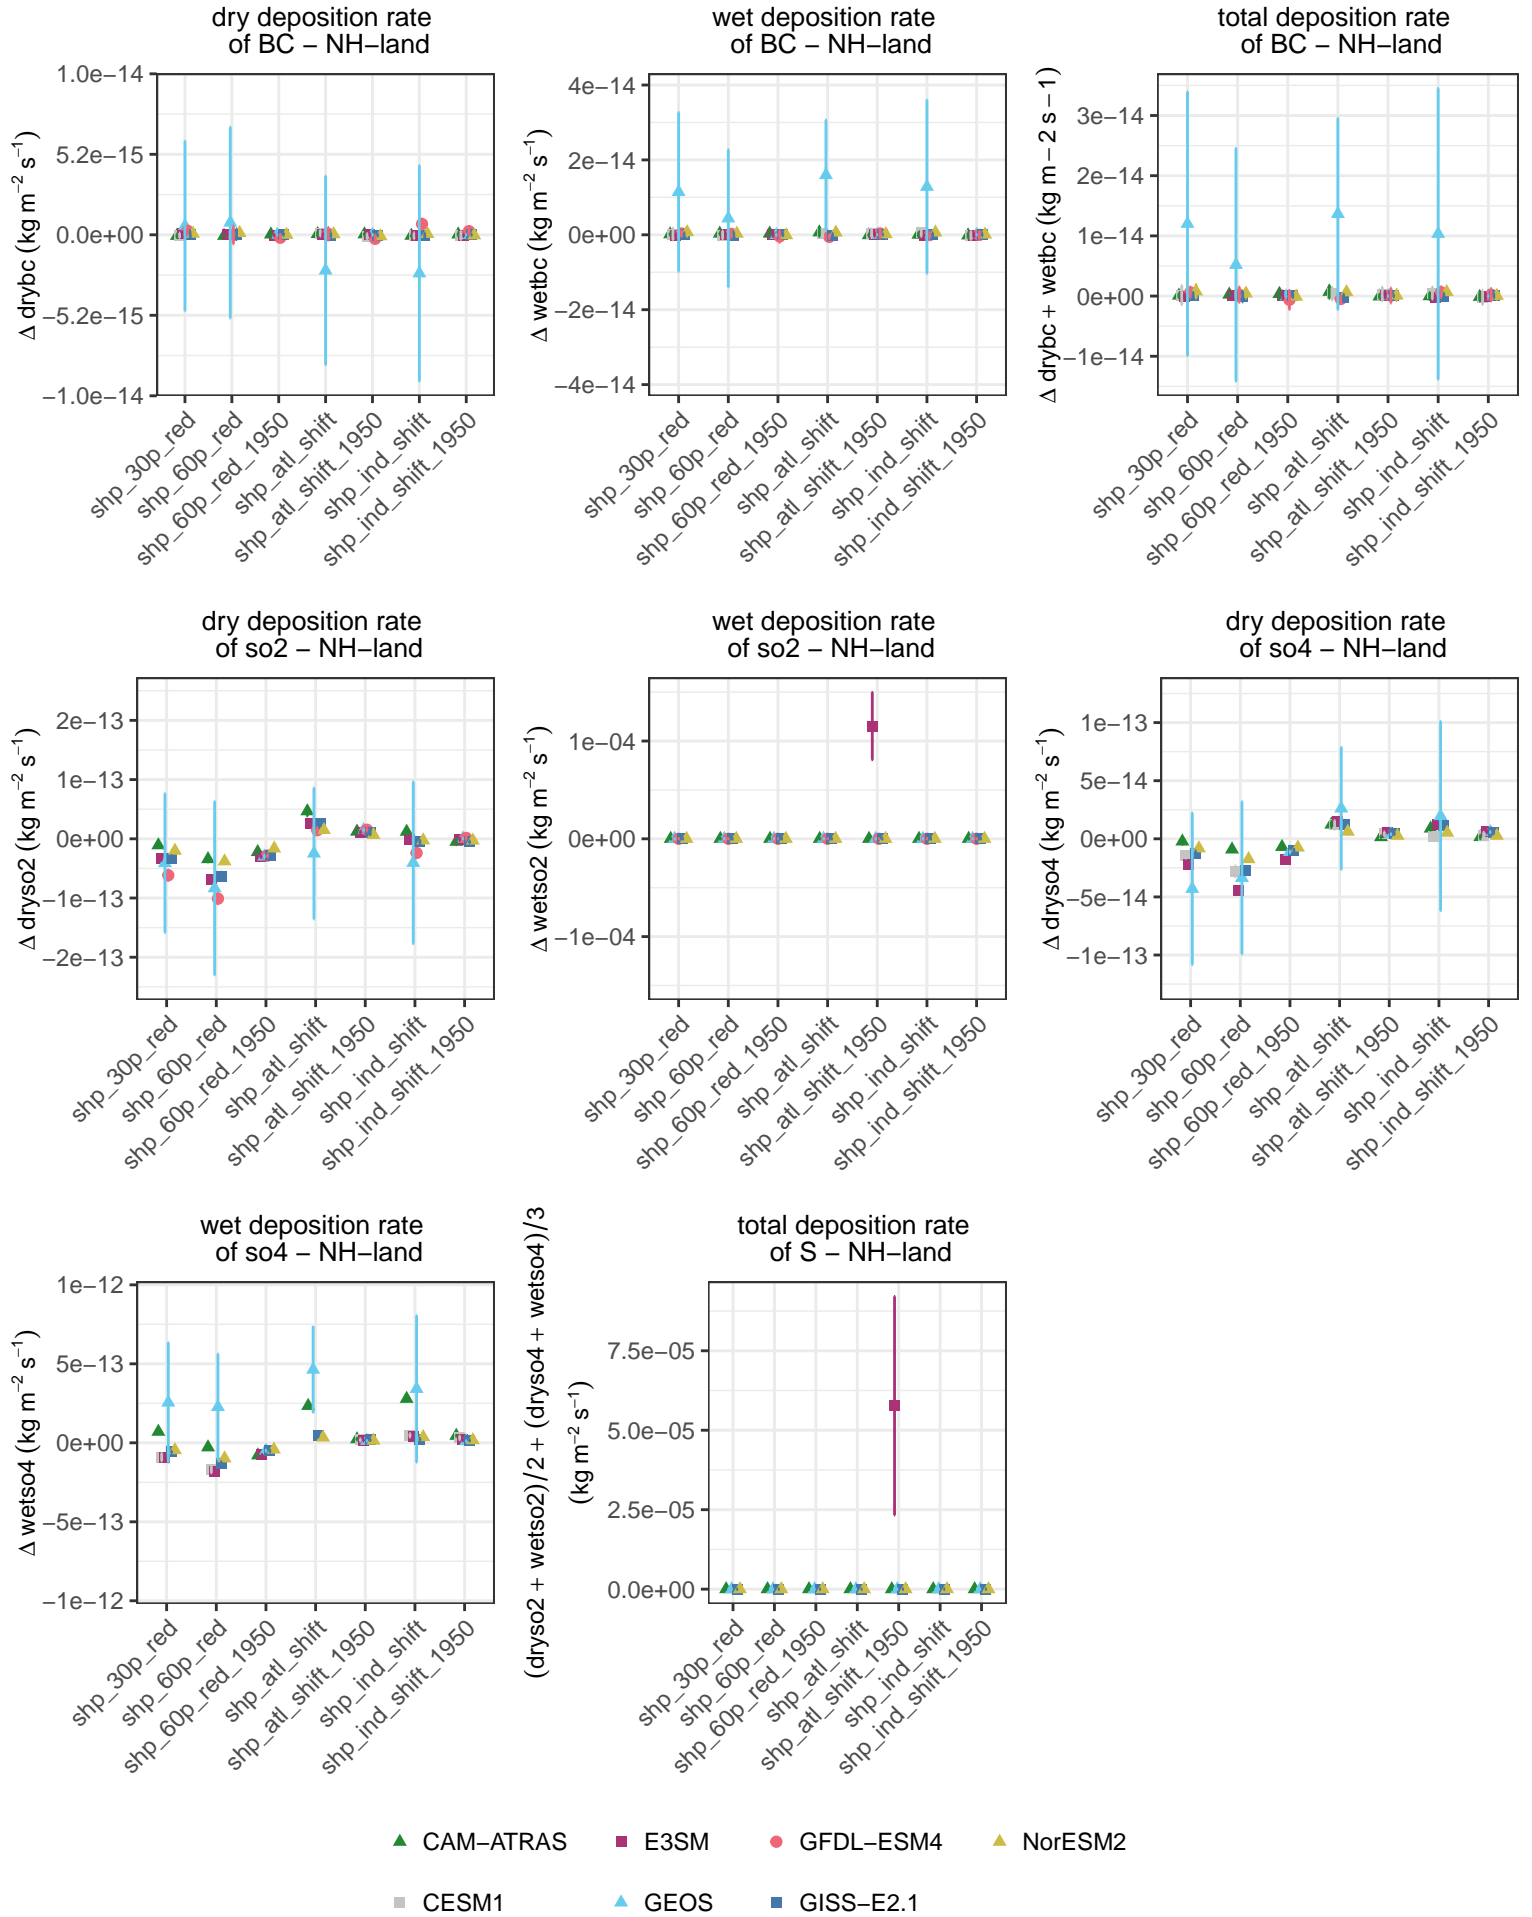 dry deposition rate
of BC − NH−land
Δ drybc (kg m−2 s−1)
1.0e−14
5.2e−15
0.0e+00
−5.2e−15
−1.0e−14
shp_30p_red
shp_60p_red
shp_60p_red_1950
shp_atl_shift
shp_atl_shift_1950
shp_ind_shift
shp_ind_shift_1950
wet deposition rate
of BC − NH−land
Δ wetbc (kg m−2 s−1)
4e−14
2e−14
0e+00
−2e−14
−4e−14
shp_30p_red
shp_60p_red
shp_60p_red_1950
shp_atl_shift
shp_atl_shift_1950
shp_ind_shift
shp_ind_shift_1950
total deposition rate
of BC − NH−land
Δ drybc + wetbc (kg m − 2 s − 1)
3e−14
2e−14
1e−14
0e+00
−1e−14
shp_30p_red
shp_60p_red
shp_60p_red_1950
shp_atl_shift
shp_atl_shift_1950
shp_ind_shift
shp_ind_shift_1950
dry deposition rate
of so2 − NH−land
Δ dryso2 (kg m−2 s−1)
2e−13
1e−13
0e+00
−1e−13
−2e−13
shp_30p_red
shp_60p_red
shp_60p_red_1950
shp_atl_shift
shp_atl_shift_1950
shp_ind_shift
shp_ind_shift_1950
wet deposition rate
of so2 − NH−land
Δ wetso2 (kg m−2 s−1)
1e−04
0e+00
−1e−04
shp_30p_red
shp_60p_red
shp_60p_red_1950
shp_atl_shift
shp_atl_shift_1950
shp_ind_shift
shp_ind_shift_1950
dry deposition rate
of so4 − NH−land
Δ dryso4 (kg m−2 s−1)
1e−13
5e−14
0e+00
−5e−14
−1e−13
shp_30p_red
shp_60p_red
shp_60p_red_1950
shp_atl_shift
shp_atl_shift_1950
shp_ind_shift
shp_ind_shift_1950
wet deposition rate
of so4 − NH−land
Δ wetso4 (kg m−2 s−1)
1e−12
5e−13
0e+00
−5e−13
−1e−12
shp_30p_red
shp_60p_red
shp_60p_red_1950
shp_atl_shift
shp_atl_shift_1950
shp_ind_shift
shp_ind_shift_1950
total deposition rate
of S − NH−land
(dryso2 + wetso2)/2 + (dryso4 + wetso4)/3
(kg m−2 s−1)
7.5e−05
5.0e−05
2.5e−05
0.0e+00
shp_30p_red
shp_60p_red
shp_60p_red_1950
shp_atl_shift
shp_atl_shift_1950
shp_ind_shift
shp_ind_shift_1950
CAM−ATRAS
E3SM
GFDL−ESM4
NorESM2
CESM1
GEOS
GISS−E2.1